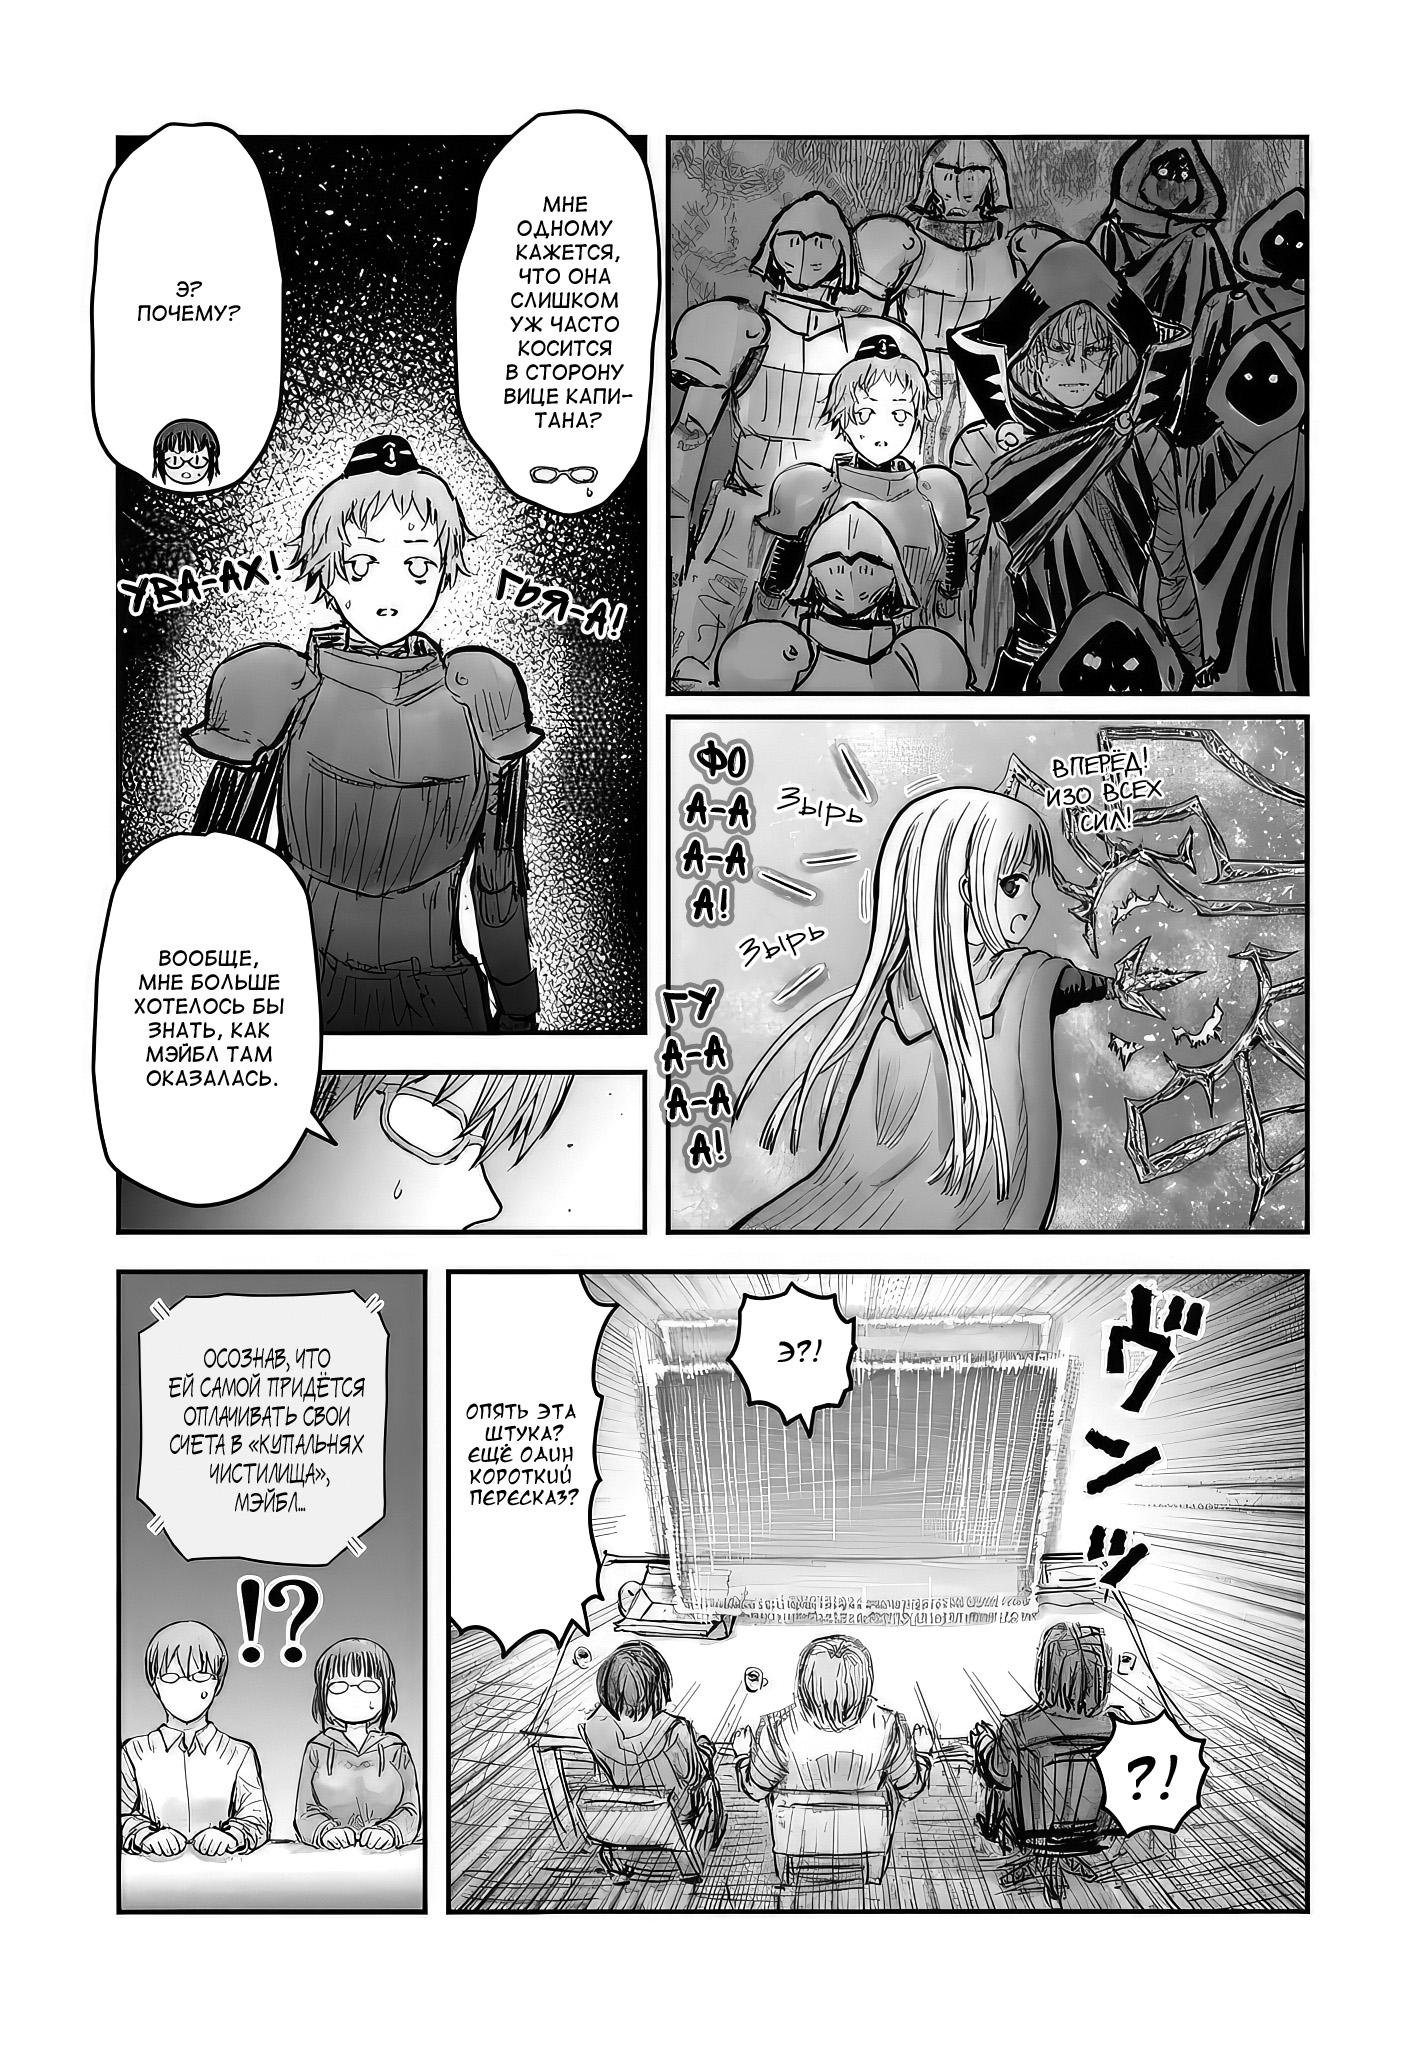 ВПЕРЁД!
ИЗО ВСЕХ
СИЛ!
ЗЫРЬ
ЗЫРЬ
ФО
А-А
А-А
А!
ГУ
А-А
А-А
А!
МНЕ
ОДНОМУ
КАЖЕТСЯ,
ЧТО ОНА
СЛИШКОМ
УЖ ЧАСТО
КОСИТСЯ
В СТОРОНУ
ВИЦЕ КАПИ-
ТАНА?
Э?
ПОЧЕМУ?
ГЬЯ-А!
УВА-АХ!
ВООБЩЕ,
МНЕ БОЛЬШЕ
ХОТЕЛОСЬ БЫ
ЗНАТЬ, КАК
МЭЙБЛ ТАМ
ОКАЗАЛАСЬ.
ヴンッ
Э?!
ОПЯТЬ ЭТА
ШТУКА?
ЕЩЁ ОДИН
КОРОТКИЙ
ПЕРЕСКАЗ?
?!
ОСОЗНАВ, ЧТО
ЕЙ САМОЙ ПРИДЁТСЯ
ОПЛАЧИВАТЬ СВОИ
СЧЕТА В «КУПАЛЬНЯХ
ЧИСТИЛИЩА»,
МЭЙБЛ...
!?